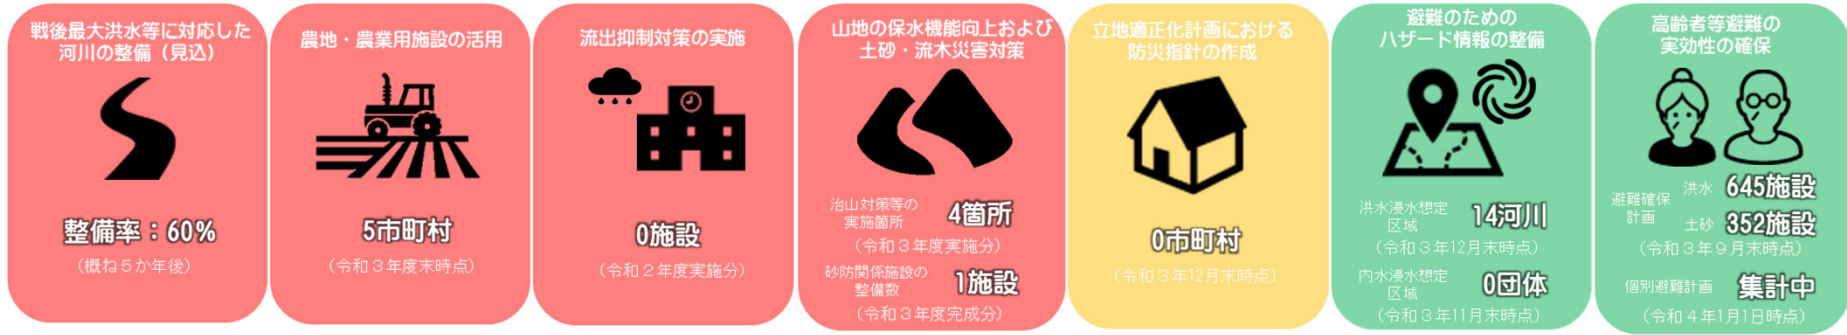 戦後最大洪水等に対応した
河川の整備（見込）
整備率：60％
（概ね５か年後）
農地・農業用施設の活用
5市町村
（令和３年度末時点）
流出抑制対策の実施
0施設
（令和２年度実施分）
山地の保水機能向上および
土砂・流木災害対策
治山対策等の
実施箇所
4箇所
（令和３年度実施分）
砂防関係施設の
整備数
1施設
（令和３年度完成分）
立地適正化計画における
防災指針の作成
0市町村
（令和３年12月末時点）
避難のための
ハザード情報の整備
洪水浸水想定
区域
14河川
（令和３年12月末時点）
内水浸水想定
区域
0団体
（令和３年11月末時点）
高齢者等避難の
実効性の確保
避難確保
計画
洪水 645施設
土砂 352施設
（令和３年９月末時点）
個別避難計画 集計中
（令和４年1月1日時点）